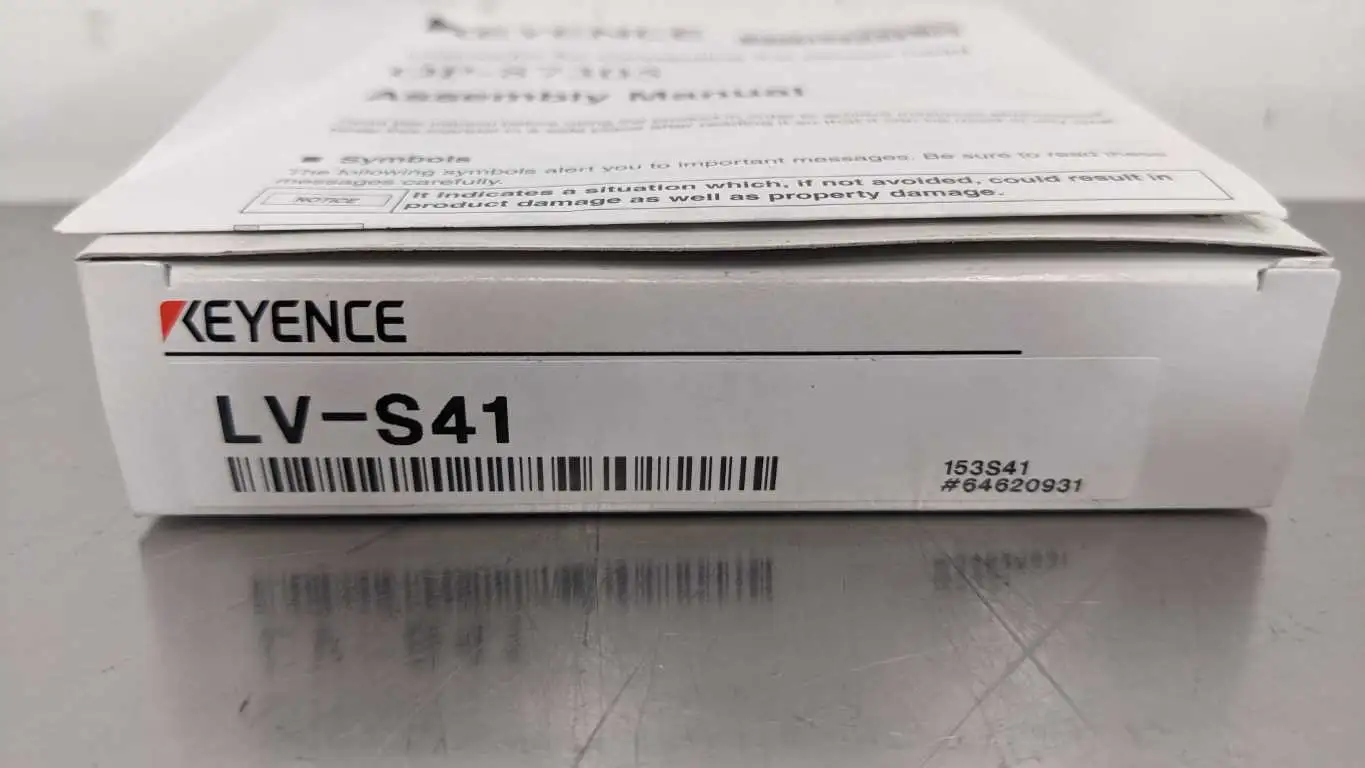 KEYENCE
Assembly Manual
■ Symbols
The following symbols alert you to important messages. Be sure to read these
messages carefully.
NOTICE
It indicates a situation which, if not avoided, could result in
product damage as well as property damage.
KEYENCE
LV-S41
153S41
#64620931